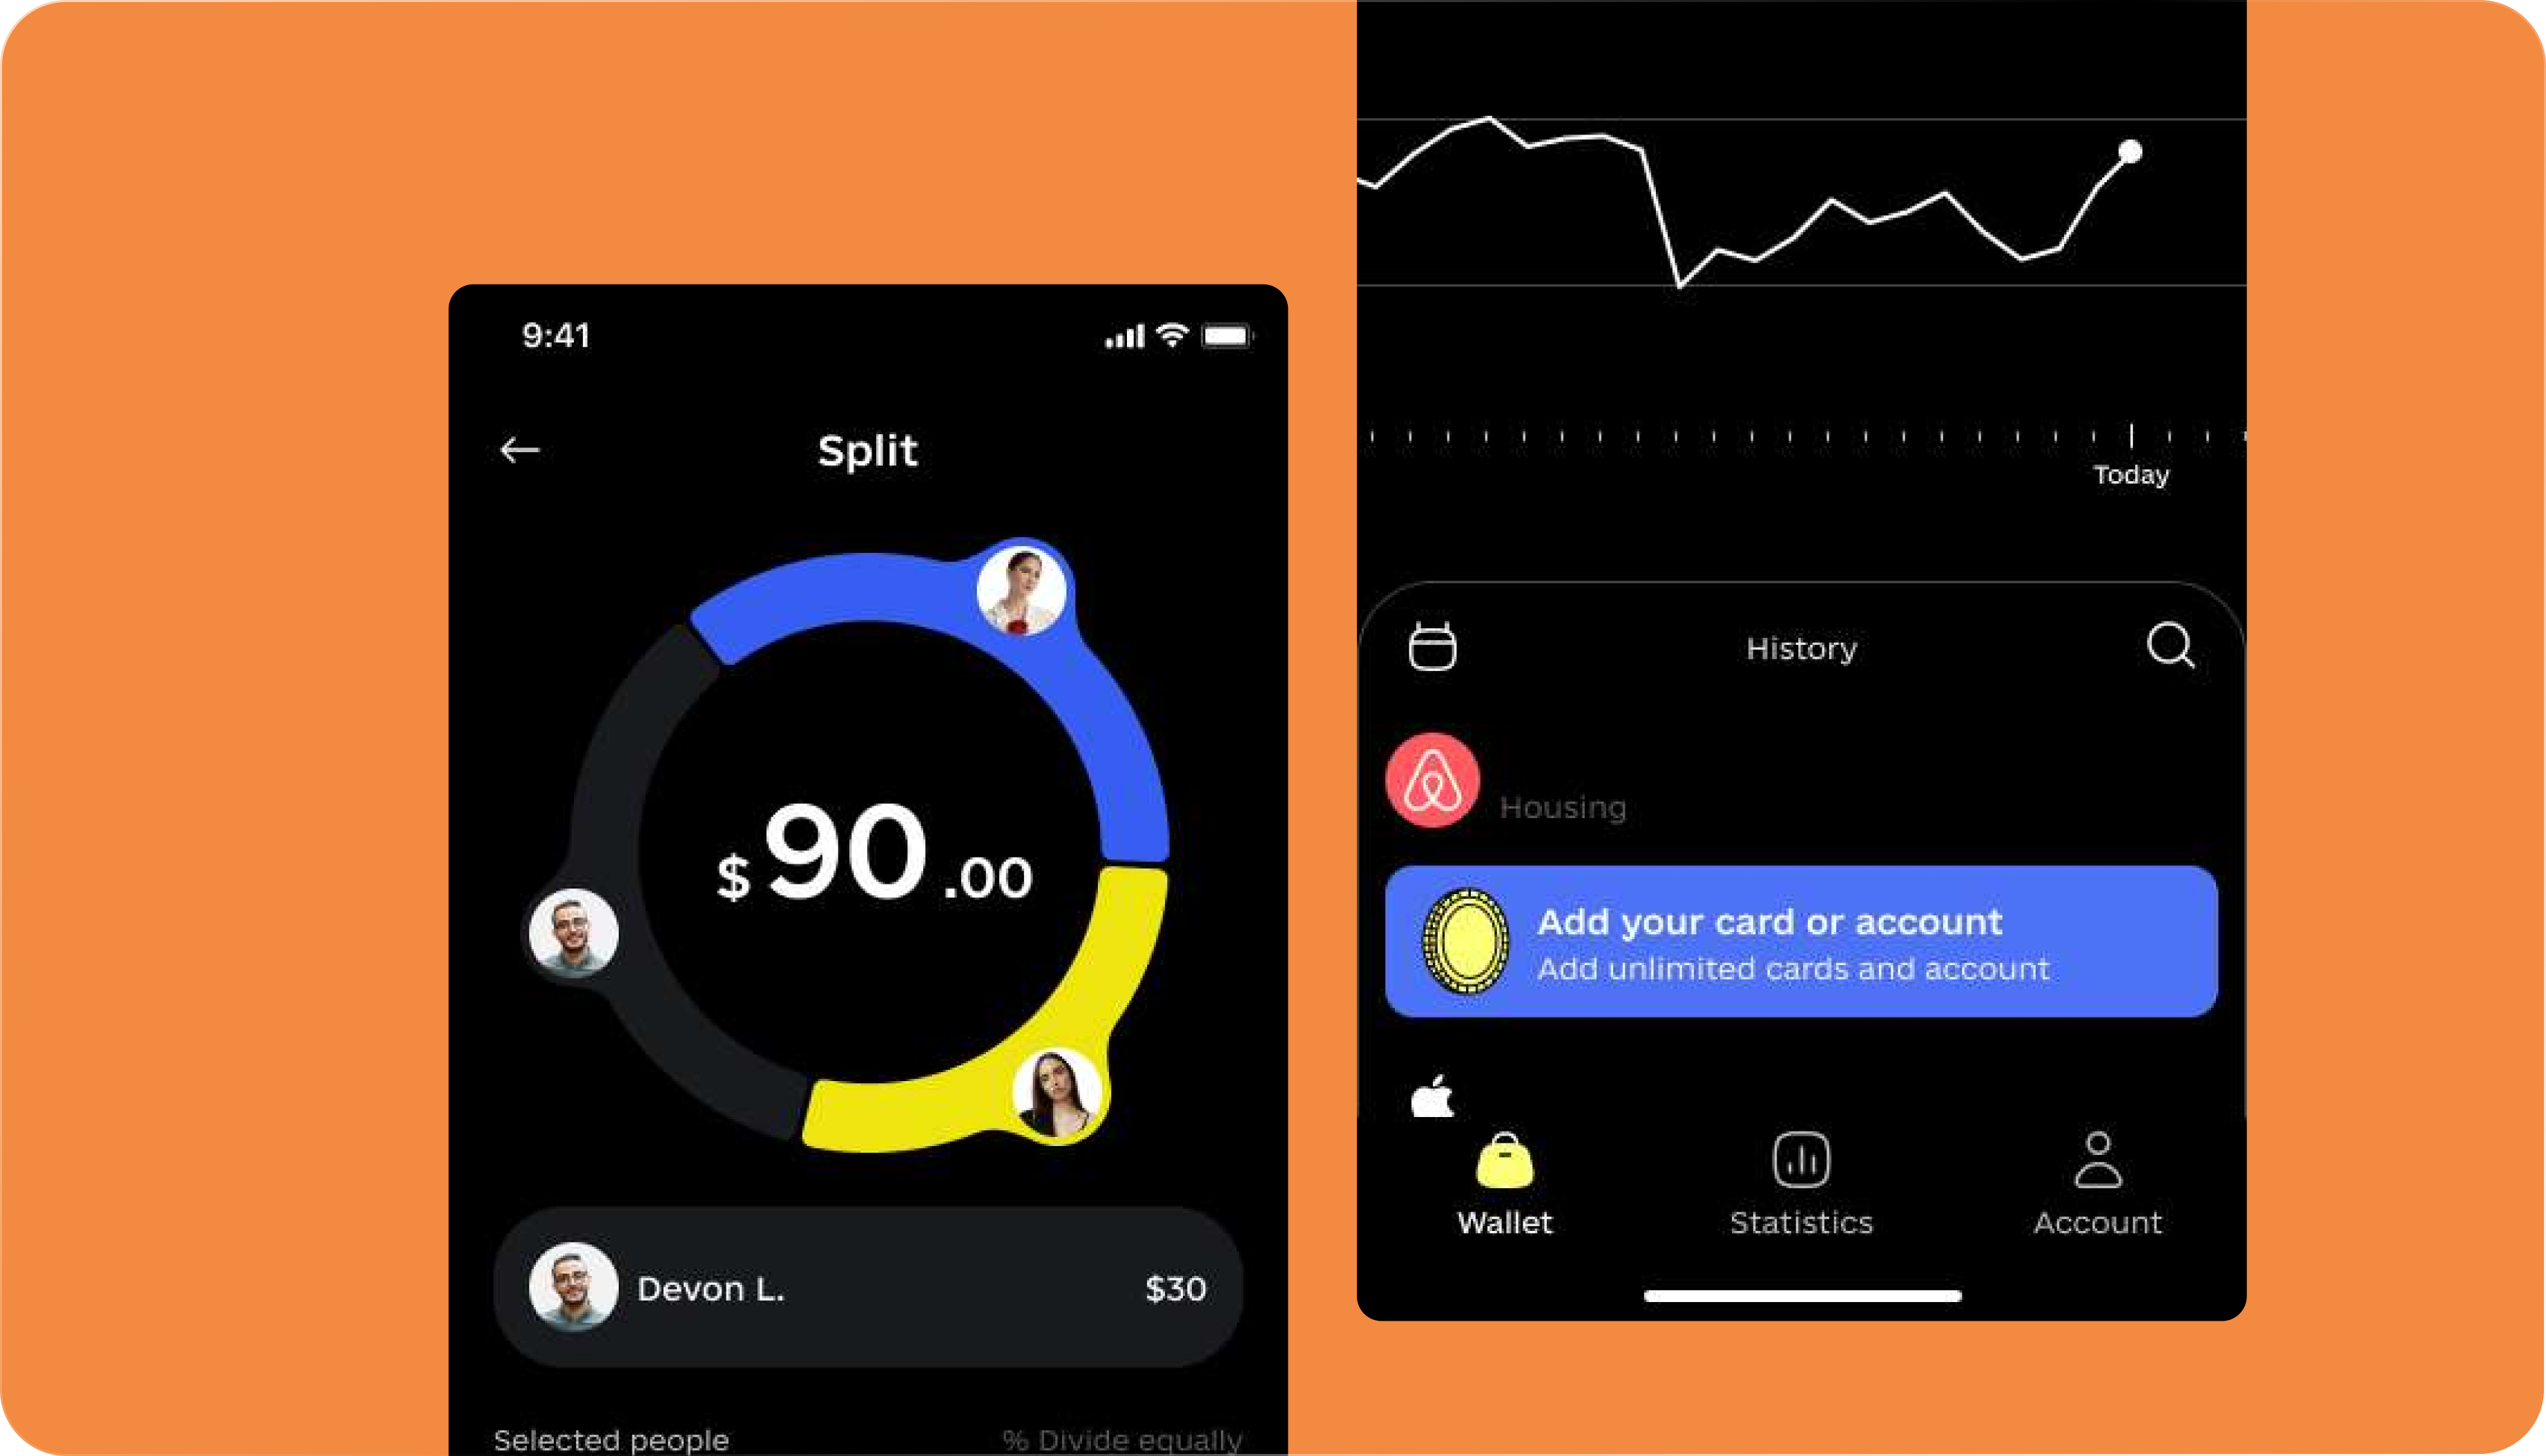 9:41
Split
$90.00
Devon L.
$30
Selected people
% Divide equally
Today
History
Housing
Add your card or account
Add unlimited cards and account
Wallet
Statistics
Account